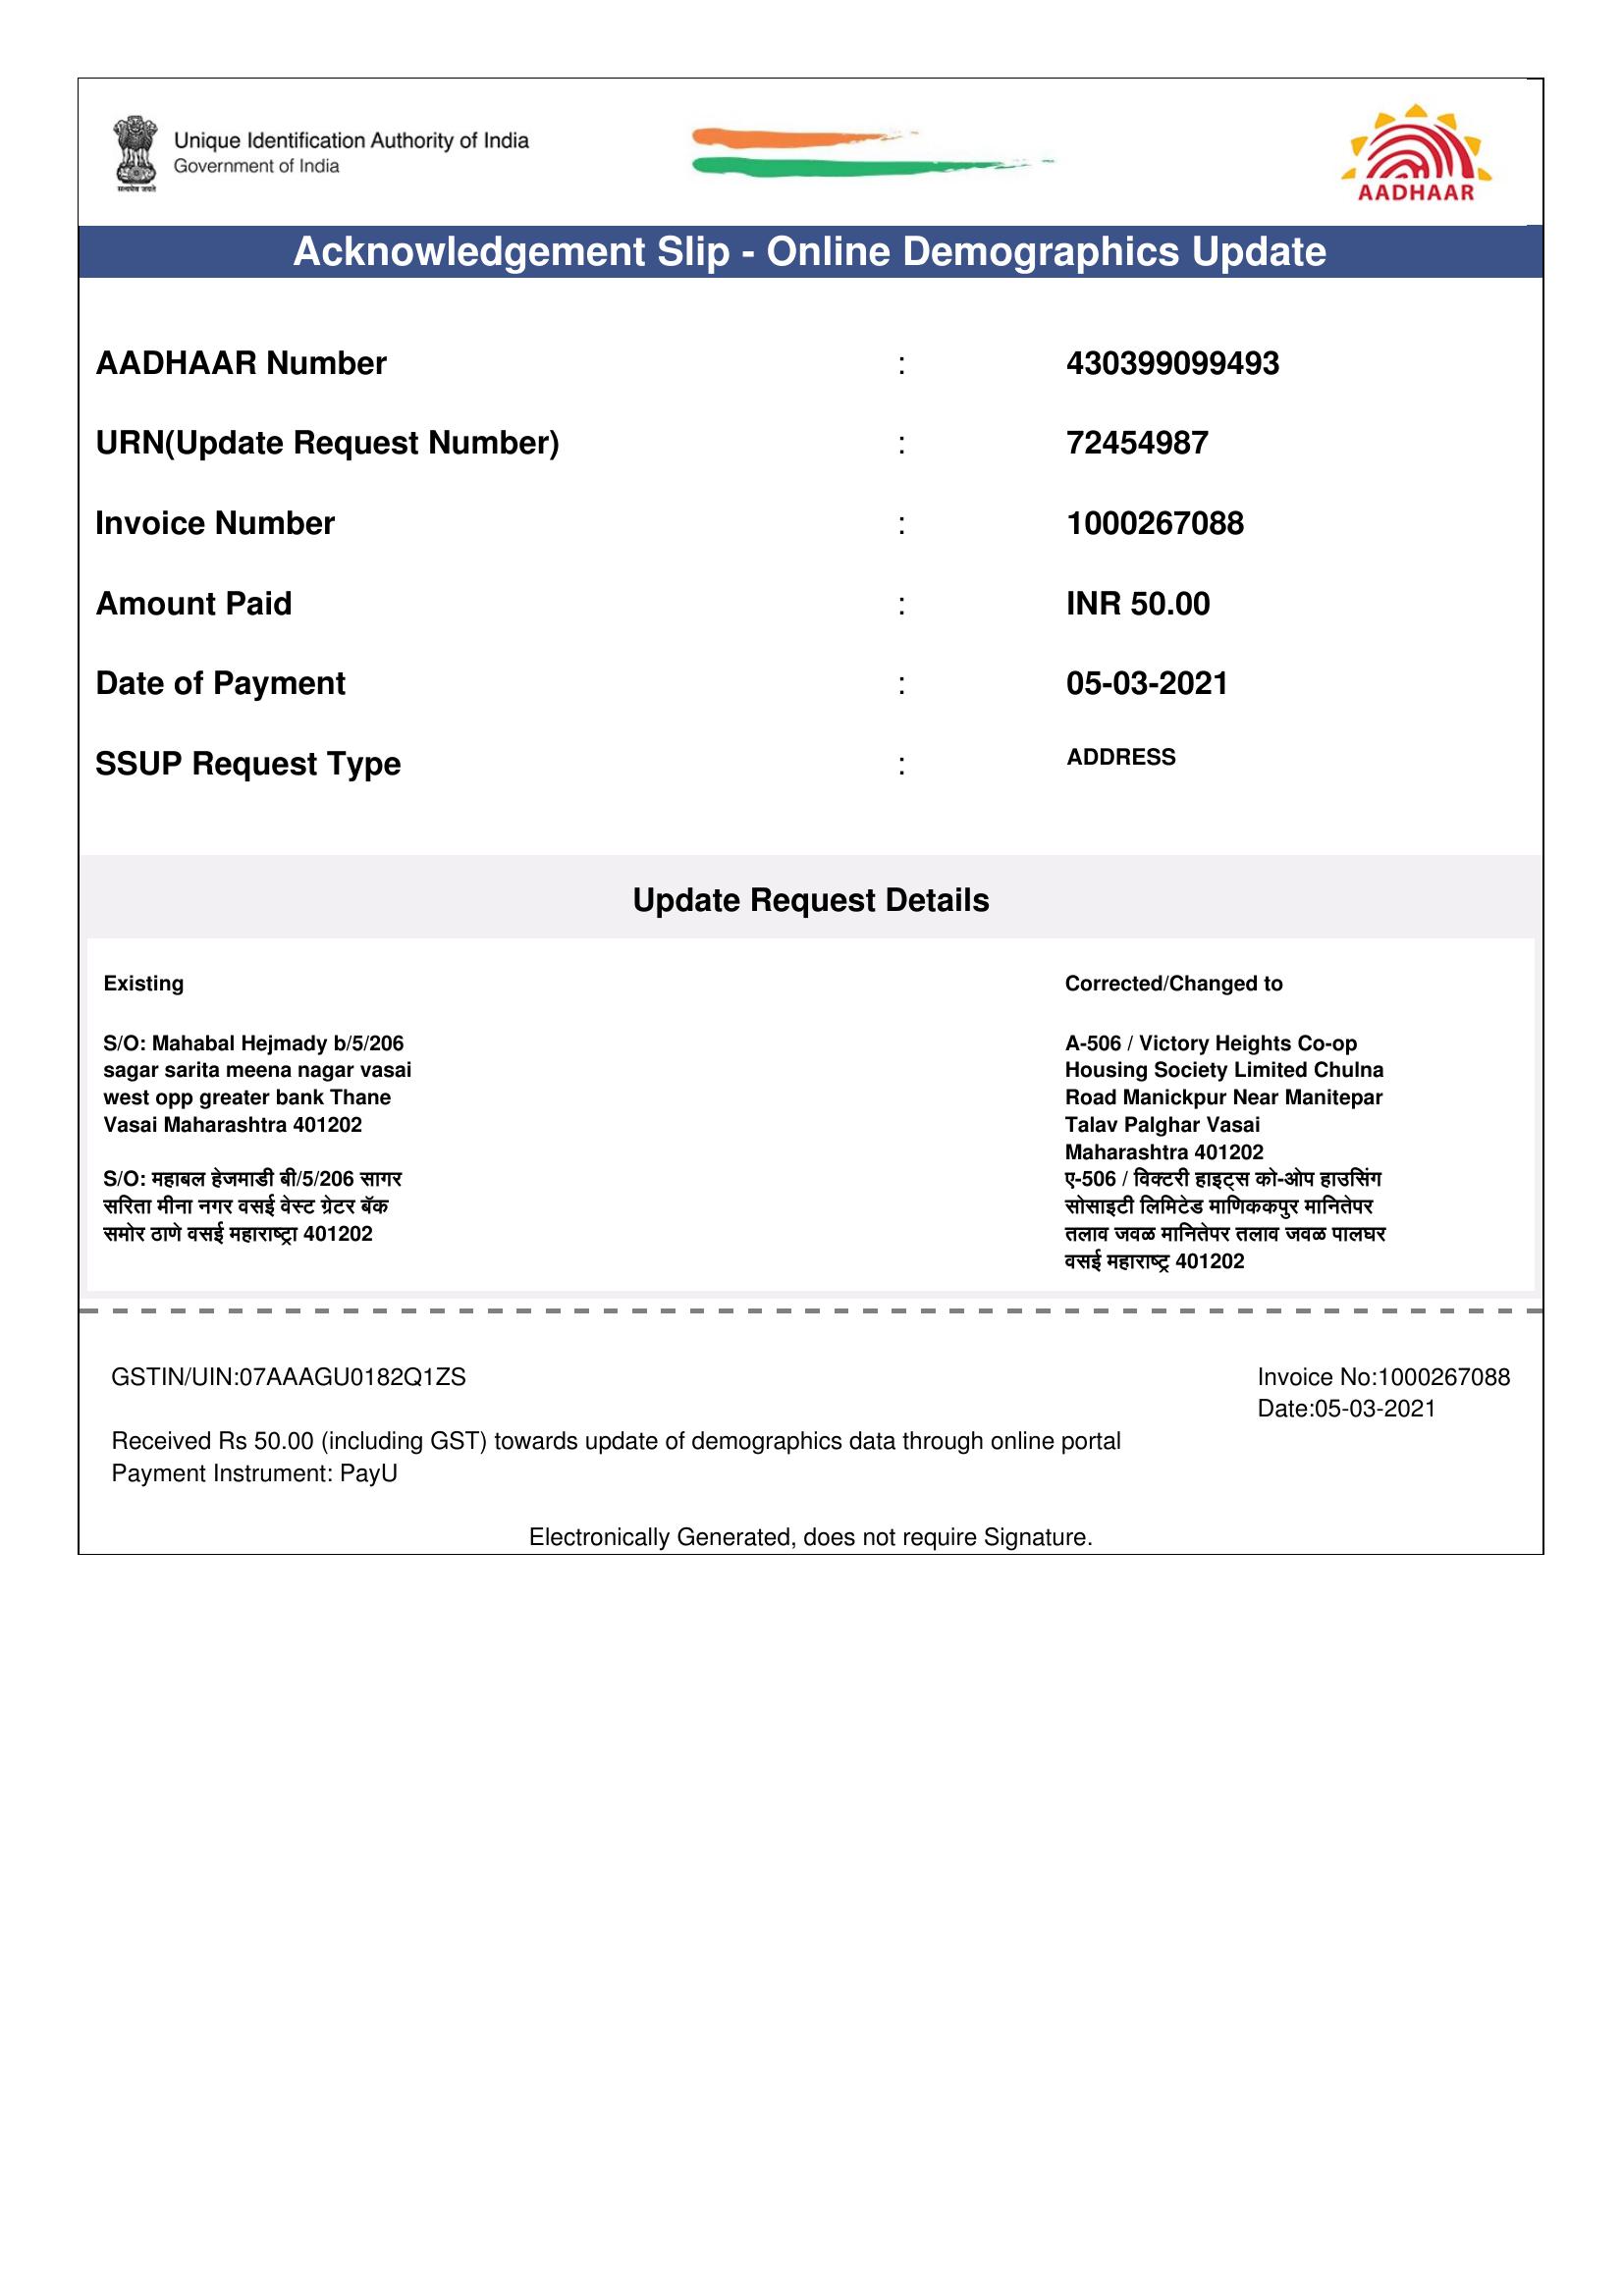 Unique Identification Authority of India
Government of India
सत्यमेव जयते
AADHAAR
Acknowledgement Slip - Online Demographics Update
AADHAAR Number : 430399099493
URN(Update Request Number) : 72454987
Invoice Number : 1000267088
Amount Paid : INR 50.00
Date of Payment : 05-03-2021
SSUP Request Type : ADDRESS
Update Request Details
Existing
S/O: Mahabal Hejmady b/5/206
sagar sarita meena nagar vasai
west opp greater bank Thane
Vasai Maharashtra 401202
S/O: महाबल हेजमाडी बी/5/206 सागर
सरिता मीना नगर वसई वेस्ट ग्रेटर बॅक
समोर ठाणे वसई महाराष्ट्रा 401202
Corrected/Changed to
A-506 / Victory Heights Co-op
Housing Society Limited Chulna
Road Manickpur Near Manitepar
Talav Palghar Vasai
Maharashtra 401202
ए-506 / विक्टरी हाइट्स को-ओप हाउसिंग
सोसाइटी लिमिटेड माणिककपुर मानितेपर
तलाव जवळ मानितेपर तलाव जवळ पालघर
वसई महाराष्ट्र 401202
GSTIN/UIN:07AAAGU0182Q1ZS
Invoice No:1000267088
Date:05-03-2021
Received Rs 50.00 (including GST) towards update of demographics data through online portal
Payment Instrument: PayU
Electronically Generated, does not require Signature.